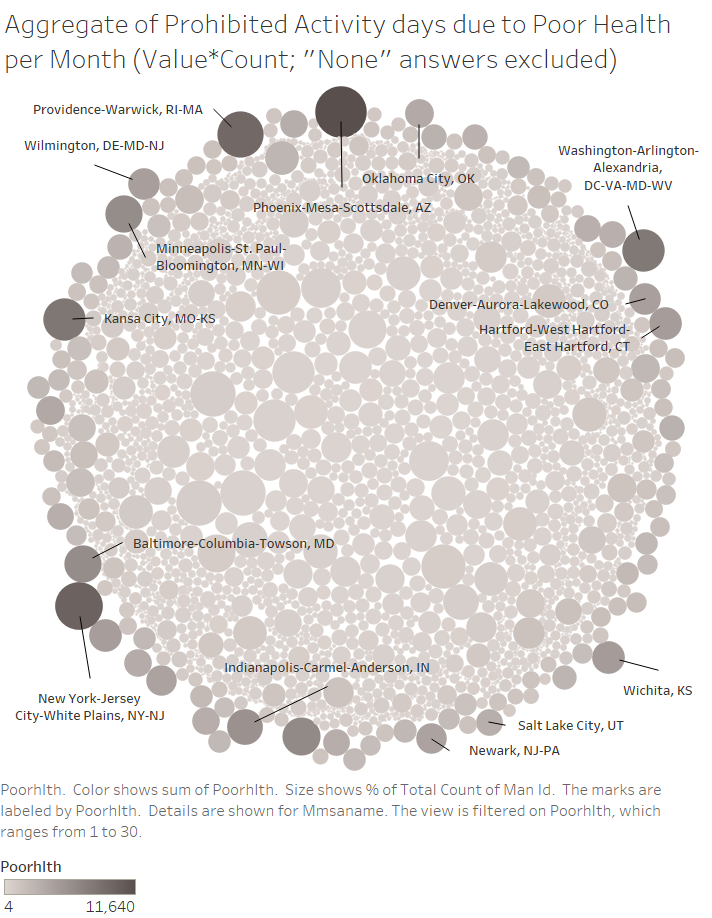 Aggregate of Prohibited Activity days due to Poor Health
per Month (Value*Count; "None" answers excluded)
Providence-Warwick, RI-MA
Wilmington, DE-MD-NJ
Washington-Arlington-
Alexandria,
DC-VA-MD-WV
Oklahoma City, OK
Phoenix-Mesa-Scottsdale, AZ
Minneapolis-St. Paul-
Bloomington, MN-WI
Denver-Aurora-Lakewood, CO
Kansa City, MO-KS
Hartford-West Hartford-
East Hartford, CT
Baltimore-Columbia-Towson, MD
Indianapolis-Carmel-Anderson, IN
New York-Jersey
City-White Plains, NY-NJ
Wichita, KS
Salt Lake City, UT
Newark, NJ-PA
Poorhlth.  Color shows sum of Poorhlth.  Size shows % of Total Count of Man Id.  The marks are
labeled by Poorhlth.  Details are shown for Mmsaname. The view is filtered on Poorhlth, which
ranges from 1 to 30.
Poorhlth
4 11,640